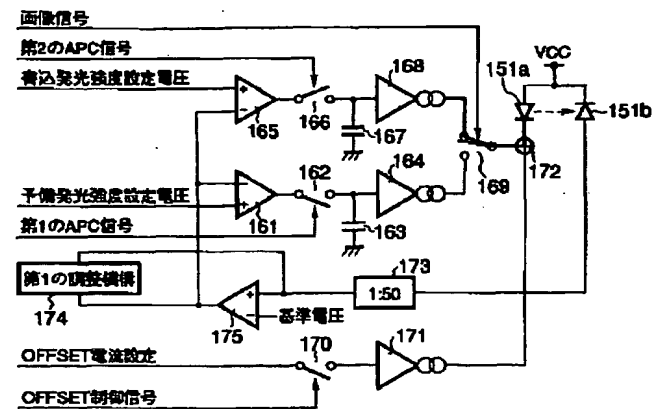 画像信号
第2のAPC信号
書込発光強度設定電圧
168
VCC
151a
151b
165
166
167
172
162
164
169
予備発光強度設定電圧
第1のAPC信号
161
163
173
第1の調整機構
1:50
174
175
基準電圧
OFFSET電流設定
170
171
OFFSET制御信号